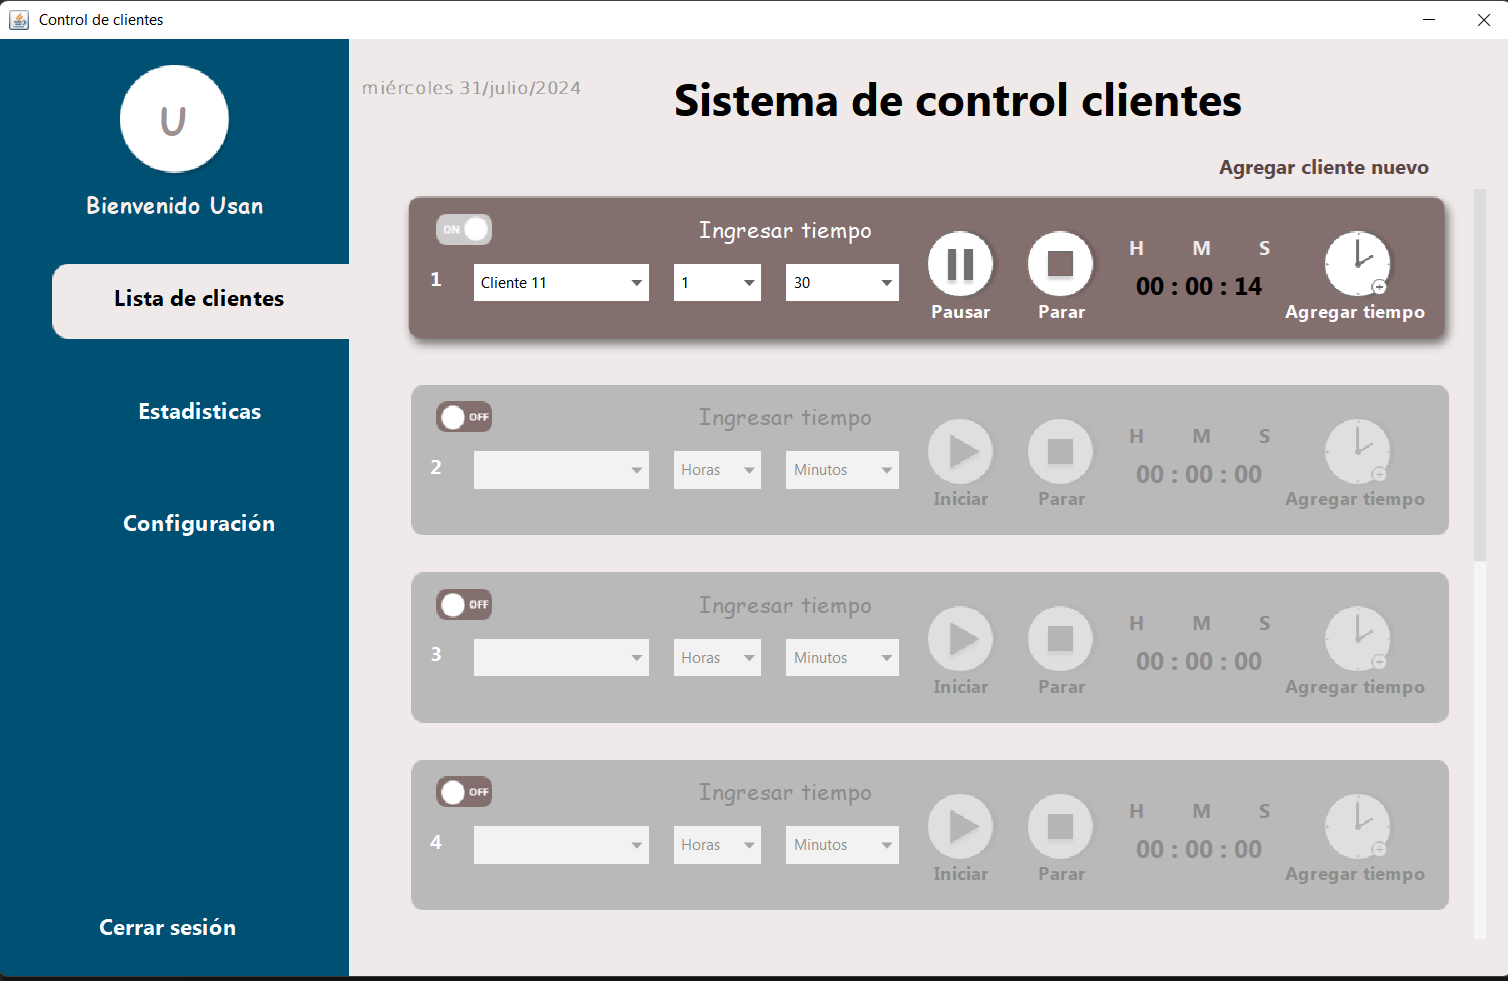 Control de clientes
U
Bienvenido Usan
Lista de clientes
Estadisticas
Configuración
Cerrar sesión
miércoles 31/julio/2024
Sistema de control clientes
Agregar cliente nuevo
ON
Ingresar tiempo
1
Cliente 11
1
30
Pausar
Parar
H M S
00 : 00 : 14
Agregar tiempo
OFF
Ingresar tiempo
2
Horas
Minutos
Iniciar
Parar
H M S
00 : 00 : 00
Agregar tiempo
OFF
Ingresar tiempo
3
Horas
Minutos
Iniciar
Parar
H M S
00 : 00 : 00
Agregar tiempo
OFF
Ingresar tiempo
4
Horas
Minutos
Iniciar
Parar
H M S
00 : 00 : 00
Agregar tiempo